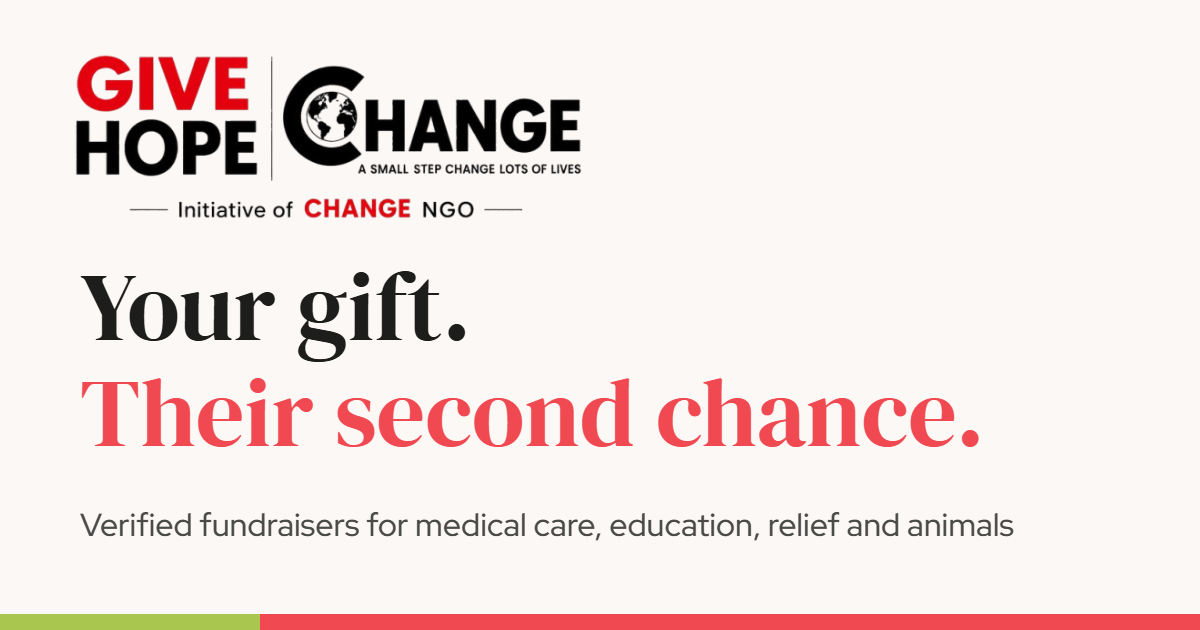 GIVE
HOPE
CHANGE
A SMALL STEP CHANGE LOTS OF LIVES
Initiative of CHANGE NGO
Your gift.
Their second chance.
Verified fundraisers for medical care, education, relief and animals